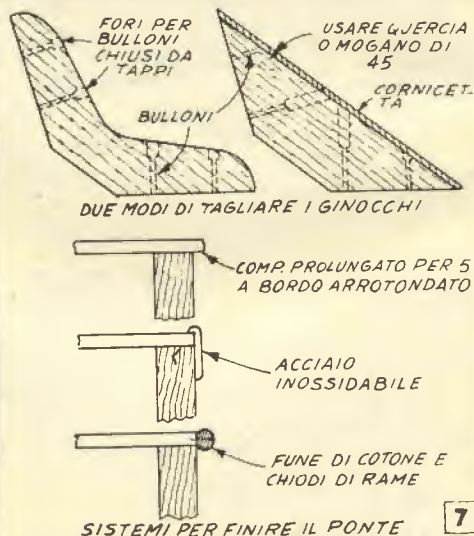 FORI PER
BULLONI
CHIUSI DA
TAPPI
USARE QUERCIA
O MOGANO DI
45
CORNICET-
TA
BULLONI
DUE MODI DI TAGLIARE I GINOCCHI
COMP. PROLUNGATO PER 5
A BORDO ARROTONDATO
ACCIAIO
INOSSIDABILE
FUNE DI COTONE E
CHIODI DI RAME
SISTEMI PER FINIRE IL PONTE
7